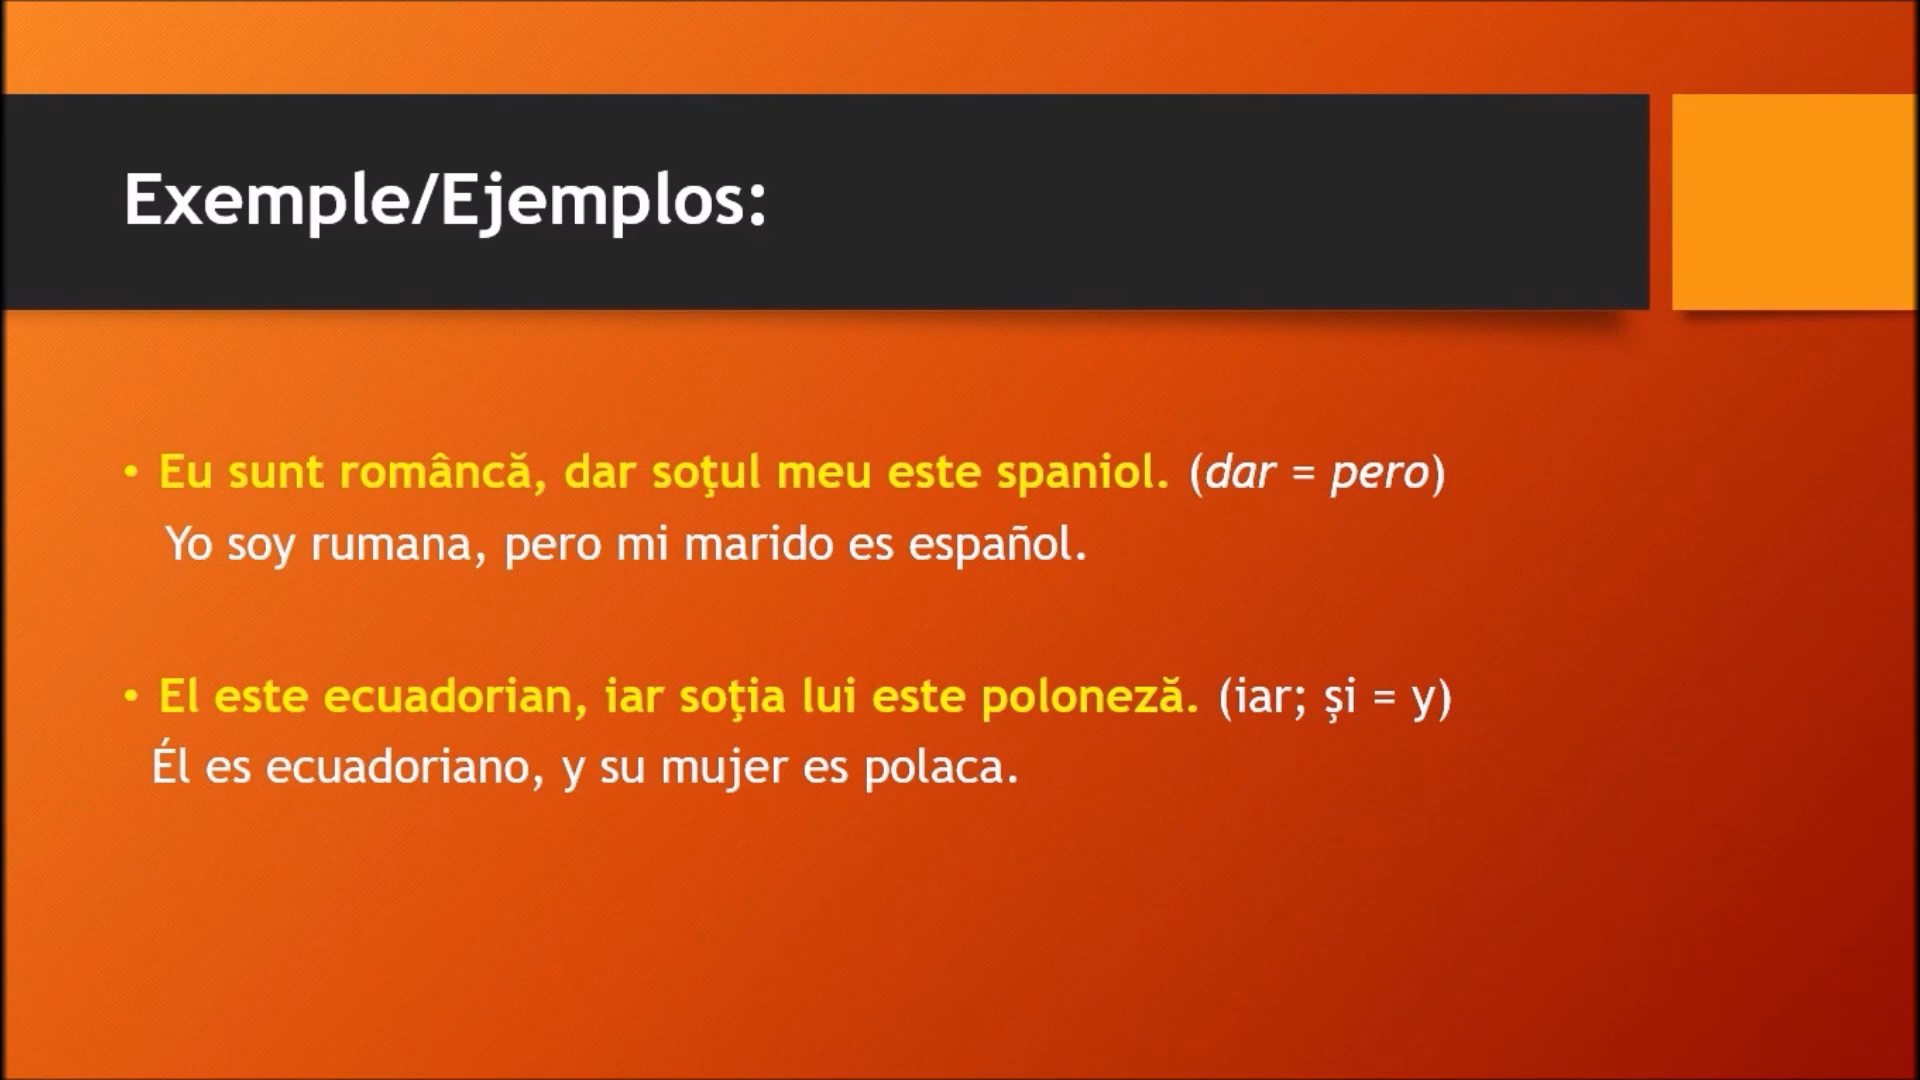 Exemple/Ejemplos:
• Eu sunt româncă, dar soţul meu este spaniol. (dar = pero)
Yo soy rumana, pero mi marido es español.
• El este ecuadorian, iar soţia lui este poloneză. (iar; şi = y)
Él es ecuadoriano, y su mujer es polaca.